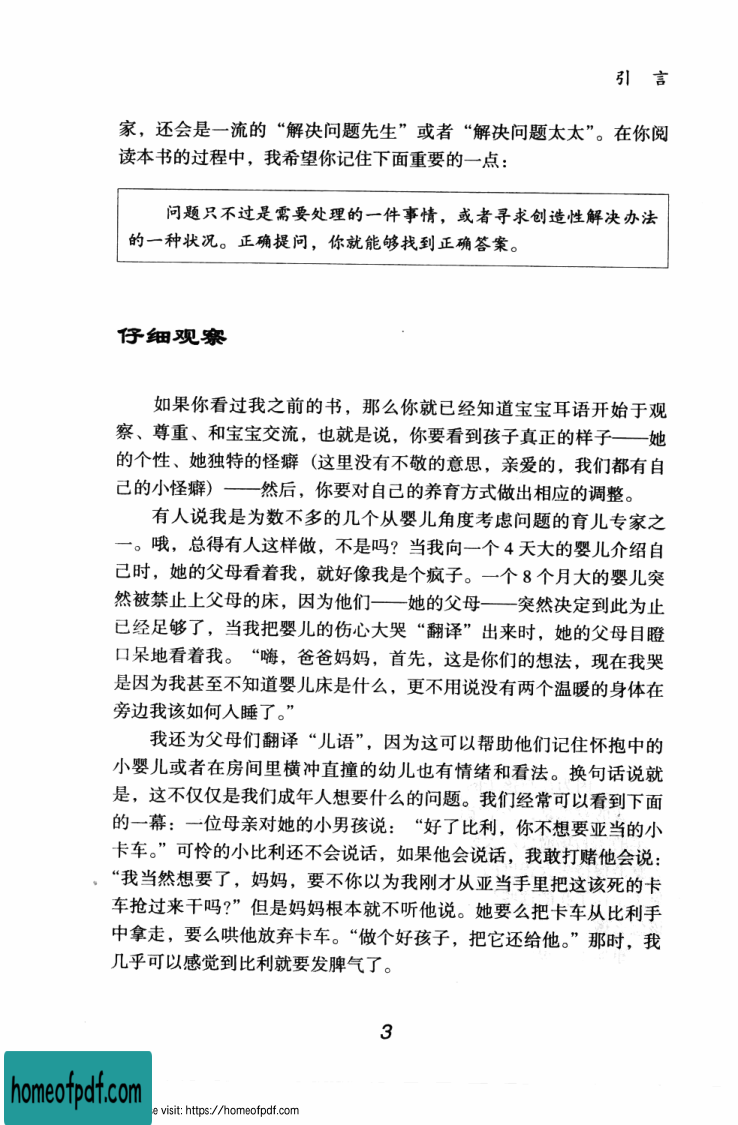 引　言
家，还会是一流的“解决问题先生”或者“解决问题太太”。在你阅
读本书的过程中，我希望你记住下面重要的一点：
问题只不过是需要处理的一件事情，或者寻求创造性解决办法
的一种状况。正确提问，你就能够找到正确答案。
仔细观察
如果你看过我之前的书，那么你就已经知道宝宝耳语开始于观
察、尊重、和宝宝交流，也就是说，你要看到孩子真正的样子——她
的个性、她独特的怪癖（这里没有不敬的意思，亲爱的，我们都有自
己的小怪癖）——然后，你要对自己的养育方式做出相应的调整。
有人说我是为数不多的几个从婴儿角度考虑问题的育儿专家之
一。哦，总得有人这样做，不是吗？当我向一个 4 天大的婴儿介绍自
己时，她的父母看着我，就好像我是个疯子。一个 8 个月大的婴儿突
然被禁止上父母的床，因为他们——她的父母——突然决定到此为止
已经足够了，当我把婴儿的伤心大哭“翻译”出来时，她的父母目瞪
口呆地看着我。“嗨，爸爸妈妈，首先，这是你们的想法，现在我哭
是因为我甚至不知道婴儿床是什么，更不用说没有两个温暖的身体在
旁边我该如何入睡了。”
我还为父母们翻译“儿语”，因为这可以帮助他们记住怀抱中的
小婴儿或者在房间里横冲直撞的幼儿也有情绪和看法。换句话说就
是，这不仅仅是我们成年人想要什么的问题。我们经常可以看到下面
的一幕：一位母亲对她的小男孩说：“好了比利，你不想要亚当的小
卡车。”可怜的小比利还不会说话，如果他会说话，我敢打赌他会说：
“我当然想要了，妈妈，要不你以为我刚才从亚当手里把这该死的卡
车抢过来干吗？”但是妈妈根本就不听他说。她要么把卡车从比利手
中拿走，要么哄他放弃卡车。“做个好孩子，把它还给他。”那时，我
几乎可以感觉到比利就要发脾气了。
3
homeofpdf.com
e visit: https://homeofpdf.com